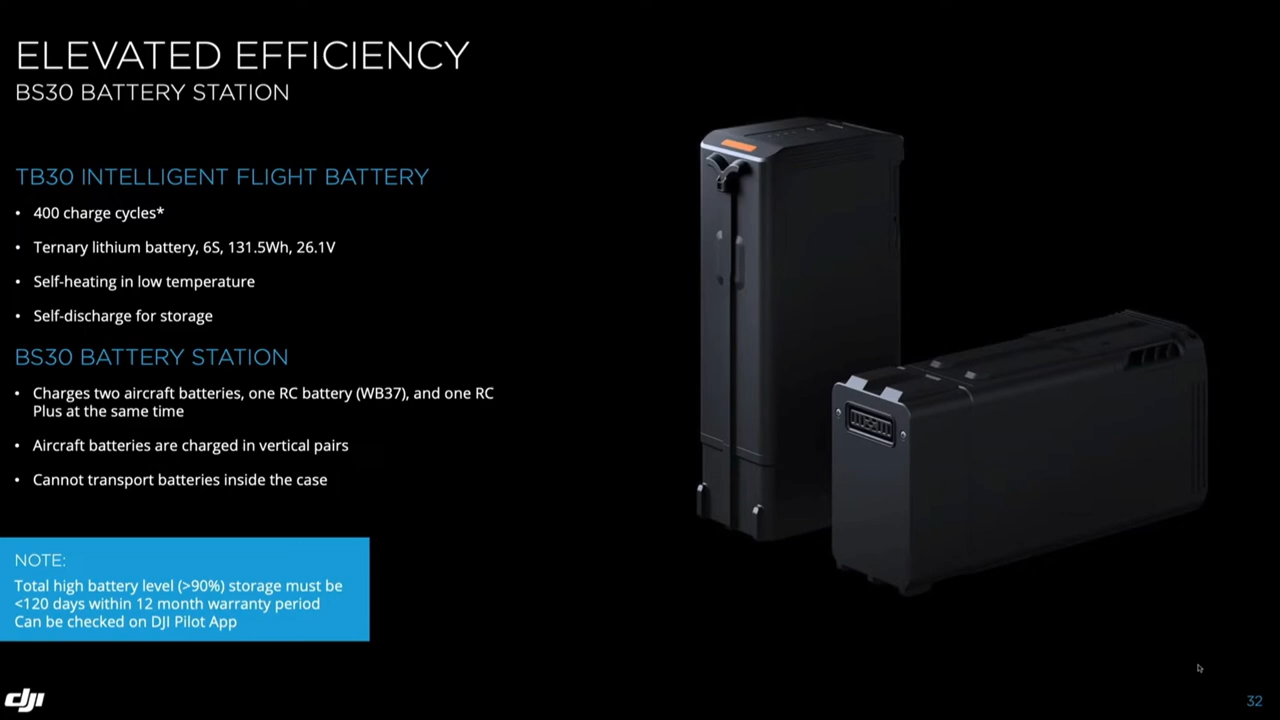 ELEVATED EFFICIENCY
BS30 BATTERY STATION
TB30 INTELLIGENT FLIGHT BATTERY
• 400 charge cycles*
• Ternary lithium battery, 6S, 131.5Wh, 26.1V
• Self-heating in low temperature
• Self-discharge for storage
BS30 BATTERY STATION
• Charges two aircraft batteries, one RC battery (WB37), and one RC
Plus at the same time
• Aircraft batteries are charged in vertical pairs
• Cannot transport batteries inside the case
NOTE:
Total high battery level (>90%) storage must be
<120 days within 12 month warranty period
Can be checked on DJI Pilot App
dji
32